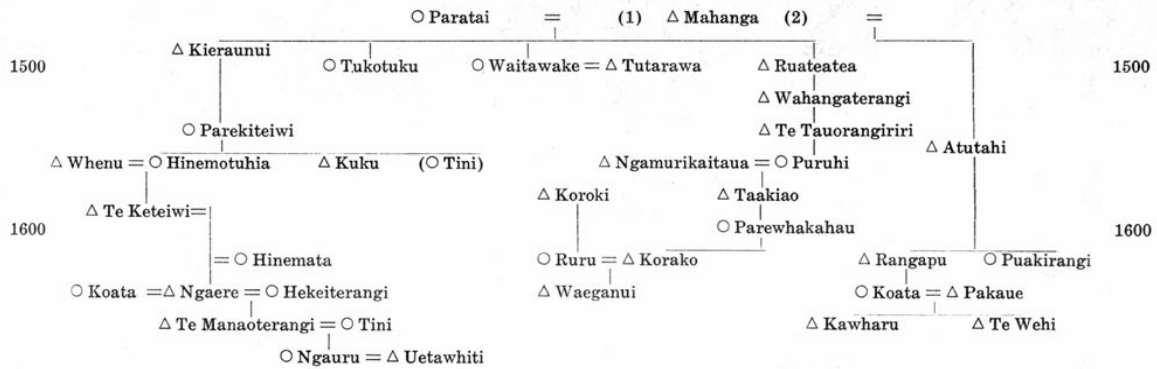 ○ Paratai = (1) △ Mahanga (2) =
△ Kieraunui
1500 ○ Tukotuku ○ Waitawake = △ Tutarawa △ Ruateatea 1500
△ Wahangaterangi
○ Parekiteiwi △ Te Tauorangiriri
△ Atutahi
△ Whenu = ○ Hinemotuhia △ Kuku (○ Tini) △ Ngamurikaitaua = ○ Puruhi
△ Koroki △ Taakiao
△ Te Keteiwi=
1600 ○ Parewhakahau 1600
= ○ Hinemata ○ Ruru = △ Korako △ Rangapu ○ Puakirangi
○ Koata =△ Ngaere = ○ Hekeiterangi △ Waeganui ○ Koata = △ Pakaue
△ Te Manaoterangi = ○ Tini △ Kawharu △ Te Wehi
○ Ngauru = △ Uetawhiti